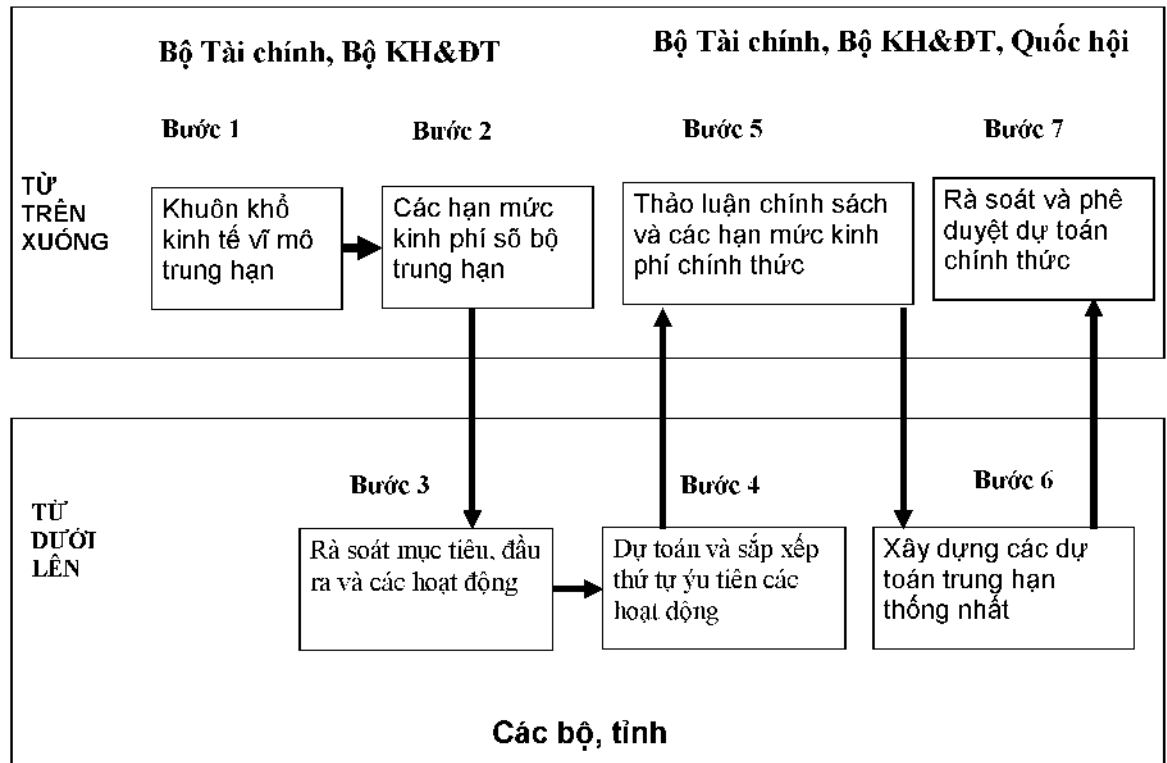 Bộ Tài chính, Bộ KH&ĐT
Bộ Tài chính, Bộ KH&ĐT, Quốc hội
Bước 1
Bước 2
Bước 5
Bước 7
TỪ
TRÊN
XUÓNG
Khuôn khổ
kinh tế vĩ mô
trung hạn
Các hạn mức
kinh phí sõ bộ
trung hạn
Thảo luận chính sách
và các hạn mức kinh
phí chính thức
Rà soát và phê
duyệt dự toán
chính thức
Bước 3
Bước 4
Bước 6
TỪ
DƯỚI
LÊN
Rà soát mục tiêu, đầu
ra và các hoạt động
Dự toán và sắp xếp
thứ tự ýu tiên các
hoạt dộng
Xây dựng các dự
toán trung hạn
thống nhất
Các bộ, tỉnh